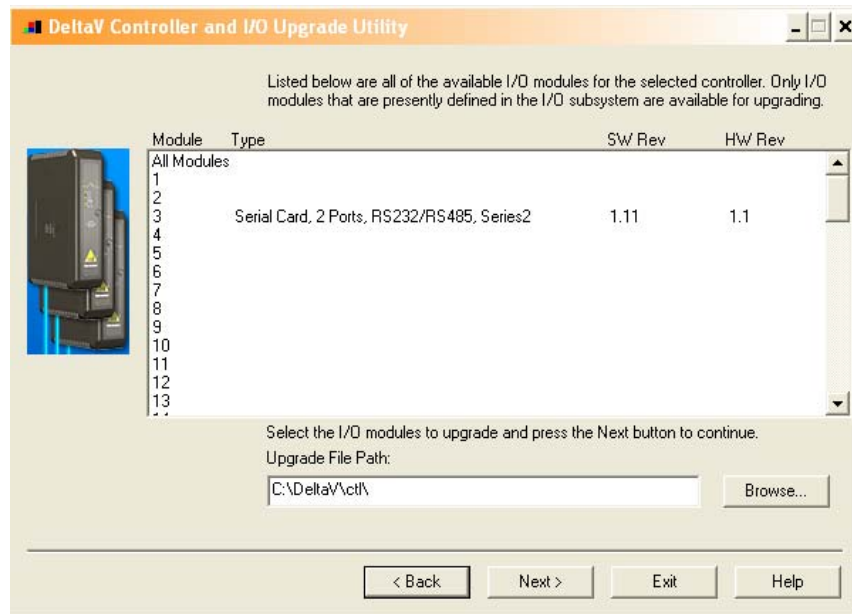 DeltaV Controller and I/O Upgrade Utility
Listed below are all of the available I/O modules for the selected controller. Only I/O
modules that are presently defined in the I/O subsystem are available for upgrading.
Module Type SW Rev HW Rev
All Modules
1
2
3 Serial Card, 2 Ports, RS232/RS485, Series2 1.11 1.1
4
5
6
7
8
9
10
11
12
13
Select the I/O modules to upgrade and press the Next button to continue.
Upgrade File Path:
C:\DeltaV\ctl\ Browse...
< Back Next > Exit Help